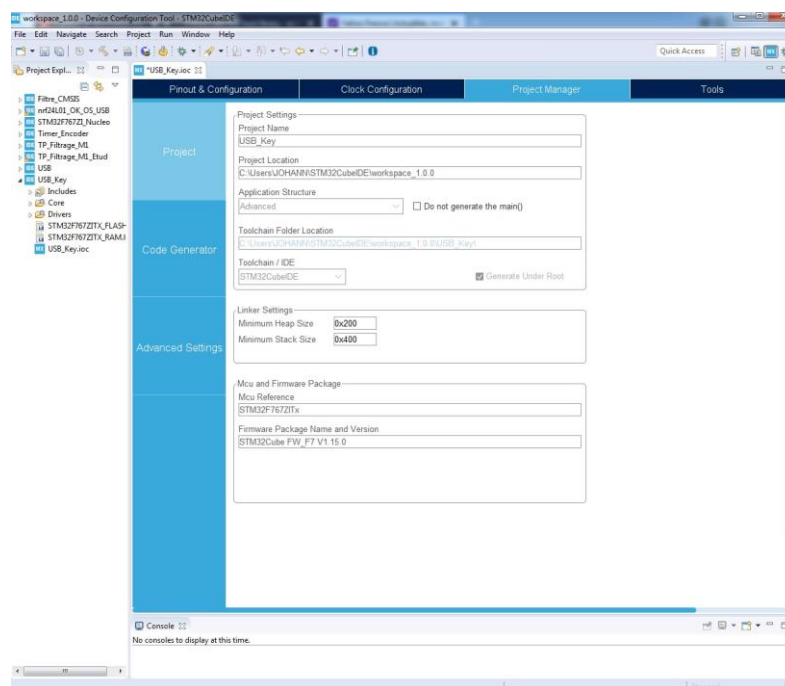 workspace_1.0.0 - Device Configuration Tool - STM32CubeIDE
File Edit Navigate Search Project Run Window Help
Quick Access
Project Expl...
*USB_Key.ioc
Pinout & Configuration
Clock Configuration
Project Manager
Tools
Filtre_CMSIS
nrf24L01_OK_OS_USB
STM32F767ZI_Nucleo
Timer_Encoder
TP_Filtrage_M1
TP_Filtrage_M1_Etud
USB
USB_Key
Includes
Core
Drivers
STM32F767ZITX_FLASH
STM32F767ZITX_RAM.l
USB_Key.ioc
Project
Code Generator
Advanced Settings
Project Settings
Project Name
USB_Key
Project Location
C:\Users\JOHANN\STM32CubeIDE\workspace_1.0.0
Application Structure
Advanced
Do not generate the main()
Toolchain Folder Location
C:\Users\JOHANN\STM32CubeIDE\workspace_1.0.0\USB_Key\
Toolchain / IDE
STM32CubeIDE
Generate Under Root
Linker Settings
Minimum Heap Size 0x200
Minimum Stack Size 0x400
Mcu and Firmware Package
Mcu Reference
STM32F767ZITx
Firmware Package Name and Version
STM32Cube FW_F7 V1.15.0
Console
No consoles to display at this time.